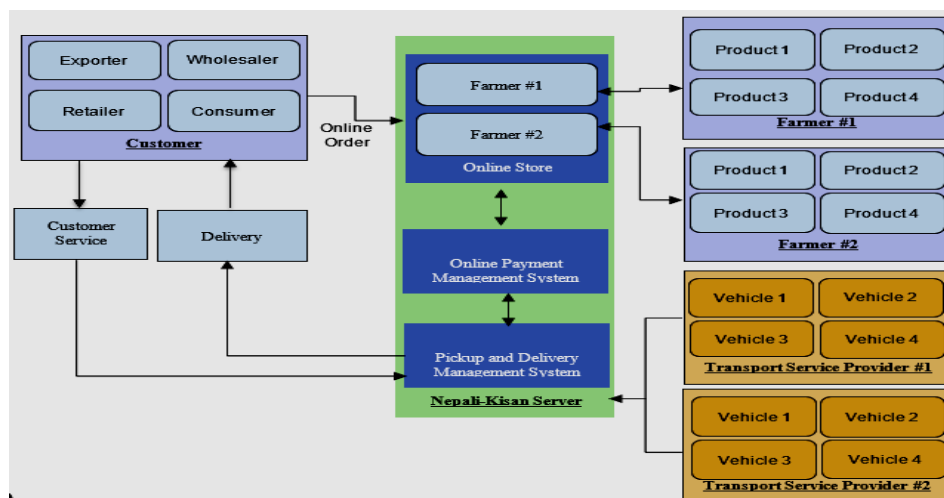 Exporter
Wholesaler
Retailer
Consumer
Customer
Online
Order
Customer
Service
Delivery
Farmer #1
Farmer #2
Online Store
Online Payment
Management System
Pickup and Delivery
Management System
Nepali-Kisan Server
Product 1
Product 2
Product 3
Product 4
Farmer #1
Product 1
Product 2
Product 3
Product 4
Farmer #2
Vehicle 1
Vehicle 2
Vehicle 3
Vehicle 4
Transport Service Provider #1
Vehicle 1
Vehicle 2
Vehicle 3
Vehicle 4
Transport Service Provider #2